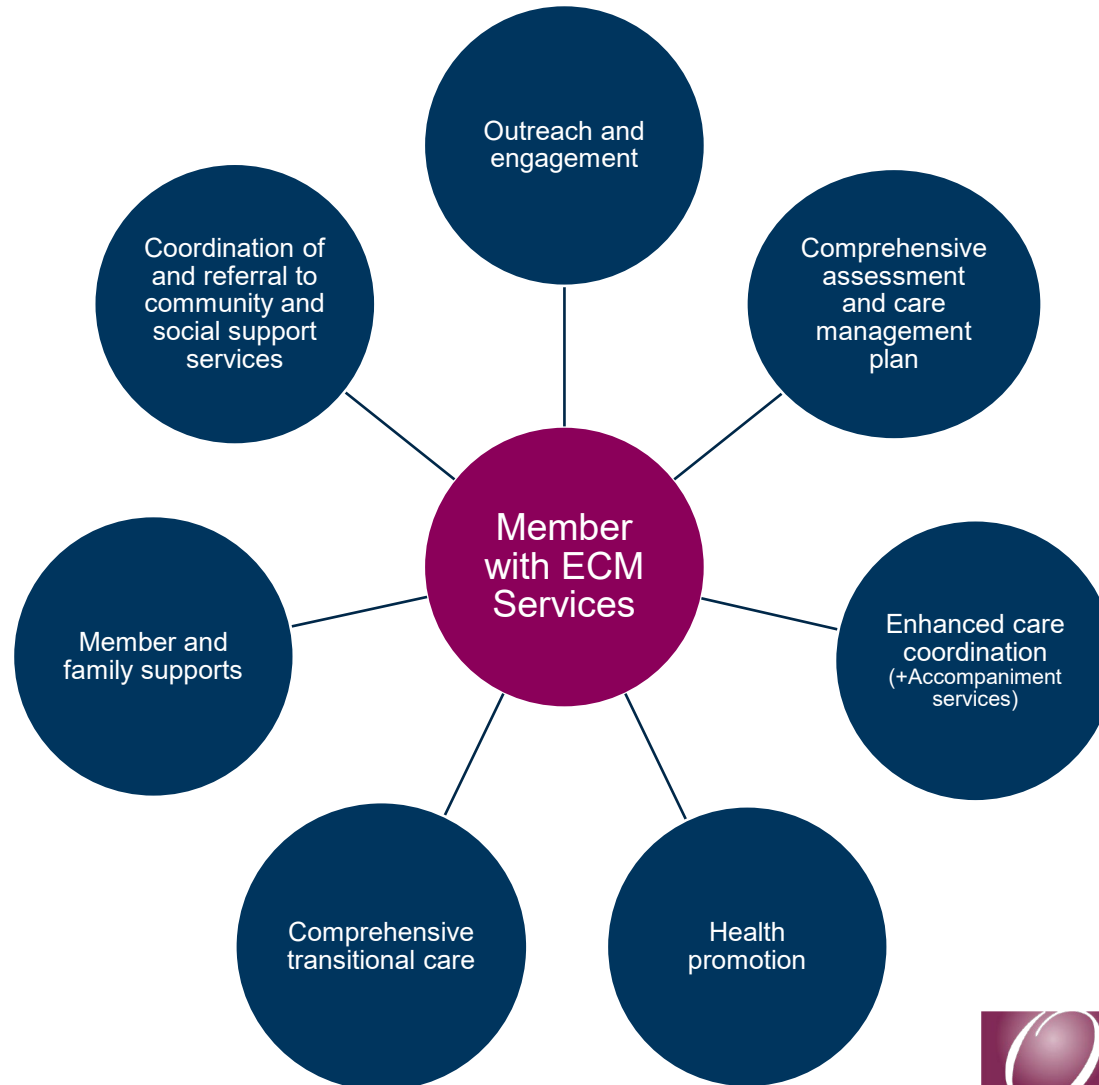 Outreach and
engagement
Comprehensive
assessment
and care
management
plan
Enhanced care
coordination
(+Accompaniment
services)
Health
promotion
Comprehensive
transitional care
Member and
family supports
Coordination of
and referral to
community and
social support
services
Member
with ECM
Services